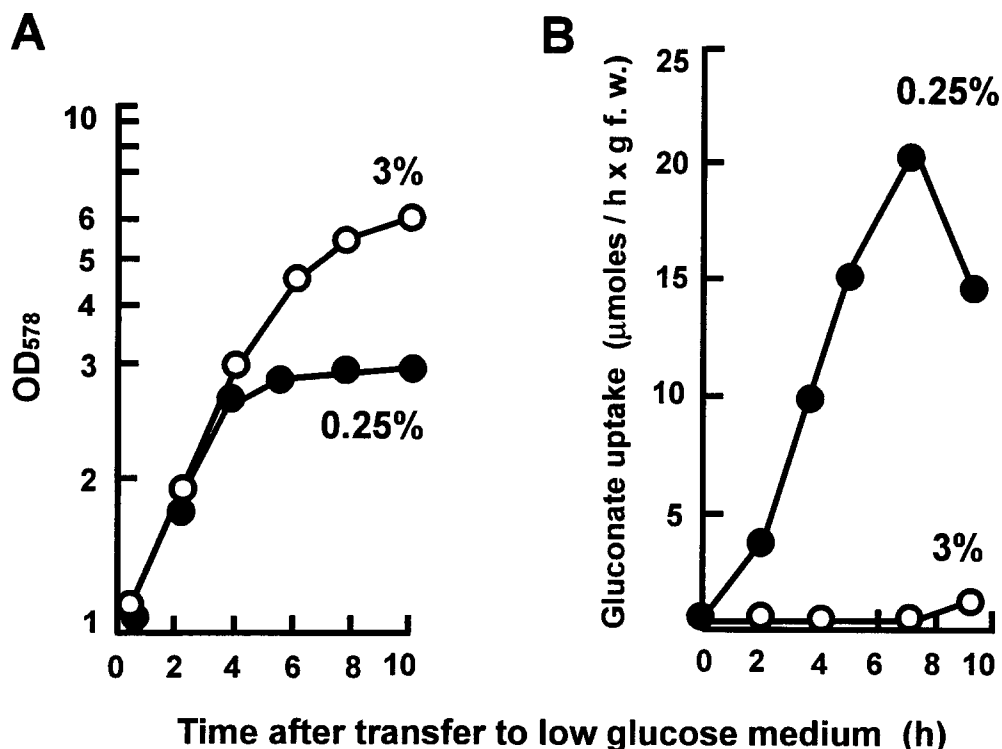 A
OD578
10
6
5
4
3
2
1
0 2 4 6 8 10
3%
0.25%
B
Gluconate uptake (µmoles / h x g f. w.)
25
20
15
10
5
0 2 4 6 8 10
0.25%
3%
Time after transfer to low glucose medium (h)